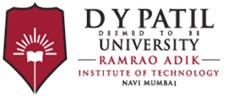 D Y PATIL
DEEMED TO BE
UNIVERSITY
RAMRAO ADIK
INSTITUTE OF TECHNOLOGY
NAVI MUMBAI